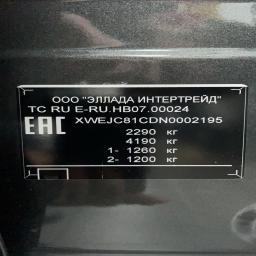 ООО "ЭЛЛАДА ИНТЕРТРЕЙД"
ТС RU E-RU.HB07.00024
EAC XWEJC81CDN0002195
2290 кг
4190 кг
1- 1260 кг
2- 1200 кг